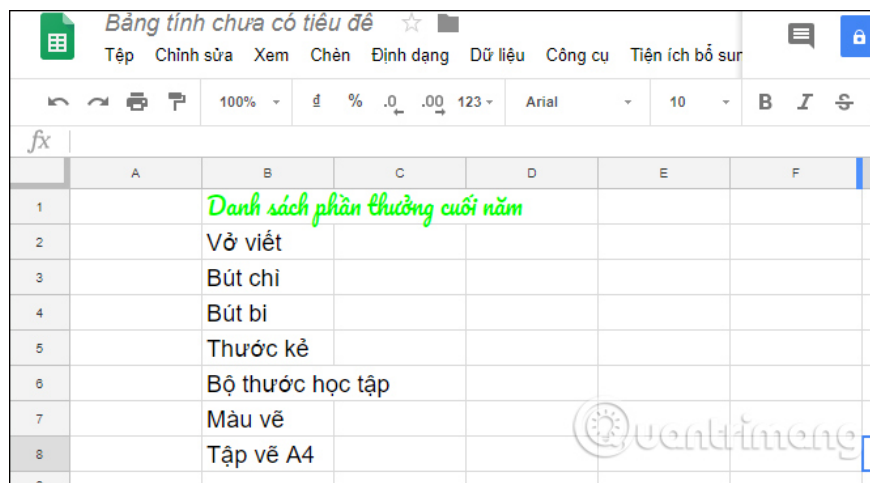 Bảng tính chưa có tiêu đề
Tệp Chỉnh sửa Xem Chèn Định dạng Dữ liệu Công cụ Tiện ích bổ sun
100% đ % .0 .00 123 Arial 10 B I S
fx
A B C D E F
1 Danh sách phần thưởng cuối năm
2 Vở viết
3 Bút chì
4 Bút bi
5 Thước kẻ
6 Bộ thước học tập
7 Màu vẽ
8 Tập vẽ A4
Quantrimang